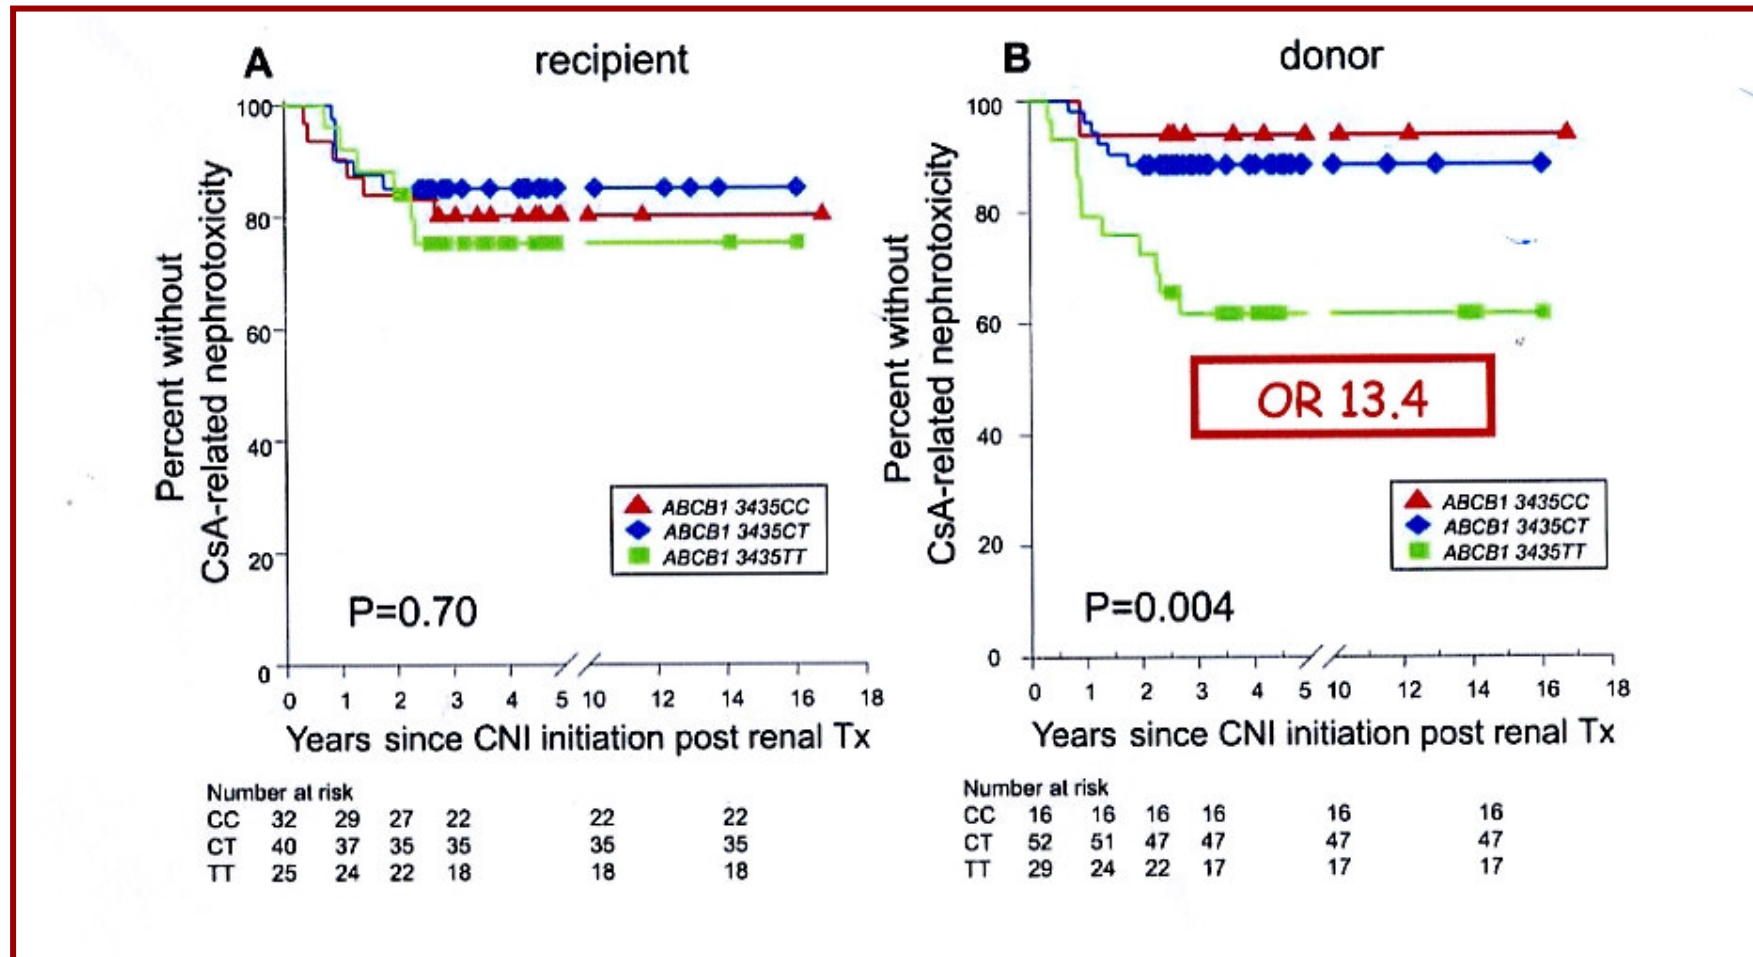 A
recipient
Percent without
CsA-related nephrotoxicity
100
80
60
40
20
0
ABCB1 3435CC
ABCB1 3435CT
ABCB1 3435TT
P=0.70
0 1 2 3 4 5 10 12 14 16 18
Years since CNI initiation post renal Tx
Number at risk
CC 32 29 27 22 22 22
CT 40 37 35 35 35 35
TT 25 24 22 18 18 18
B
donor
Percent without
CsA-related nephrotoxicity
100
80
60
40
20
0
OR 13.4
ABCB1 3435CC
ABCB1 3435CT
ABCB1 3435TT
P=0.004
0 1 2 3 4 5 10 12 14 16 18
Years since CNI initiation post renal Tx
Number at risk
CC 16 16 16 16 16 16
CT 52 51 47 47 47 47
TT 29 24 22 17 17 17